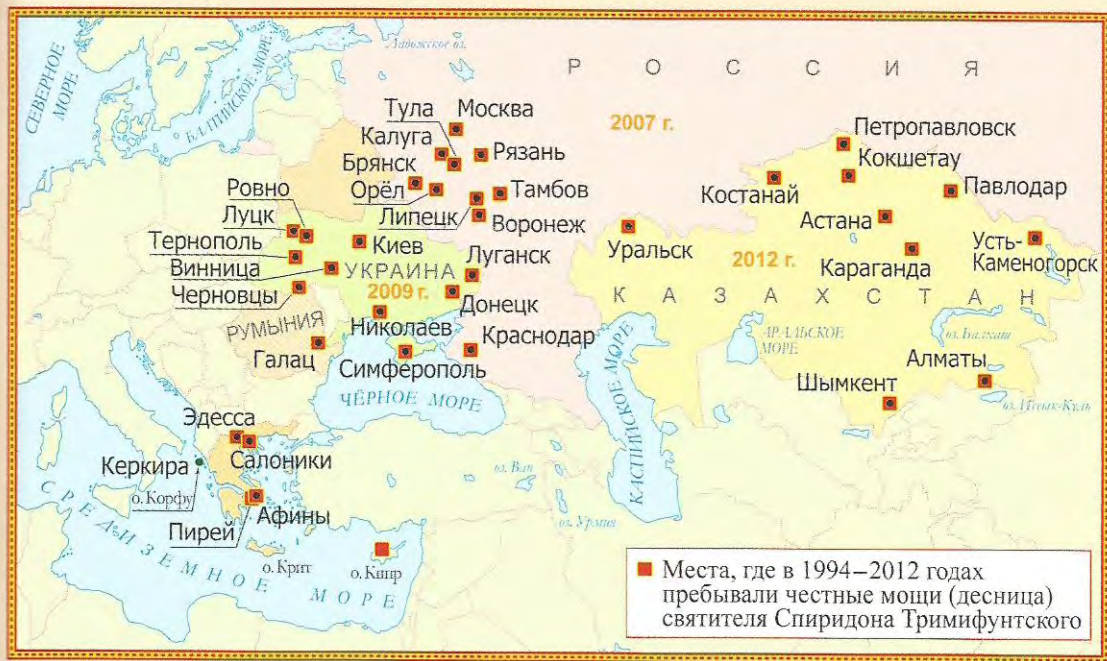 СЕВЕРНОЕ
МОРЕ
БАЛТИЙСКОЕ МОРЕ
Ладожское оз.
РОССИЯ
2007 г.
Тула
Москва
Калуга
Рязань
Брянск
Орёл
Тамбов
Липецк
Воронеж
Ровно
Луцк
Тернополь
Киев
Винница
УКРАИНА
Луганск
Черновцы
2009 г.
Донецк
РУМЫНИЯ
Николаев
Краснодар
Галац
Симферополь
ЧЁРНОЕ МОРЕ
Петропавловск
Кокшетау
Костанай
Павлодар
Астана
Уральск
Усть-
Каменогорск
2012 г.
Караганда
КАЗАХСТАН
АРАЛЬСКОЕ
МОРЕ
оз. Балхаш
Алматы
Шымкент
оз. Иссык-Куль
КАСПИЙСКОЕ МОРЕ
Эдесса
Салоники
Керкира
о. Корфу
Афины
Пирей
оз. Ван
оз. Урмия
СРЕДИЗЕМНОЕ МОРЕ
о. Крит
о. Кипр
Места, где в 1994–2012 годах
пребывали честные мощи (десница)
святителя Спиридона Тримифунтского